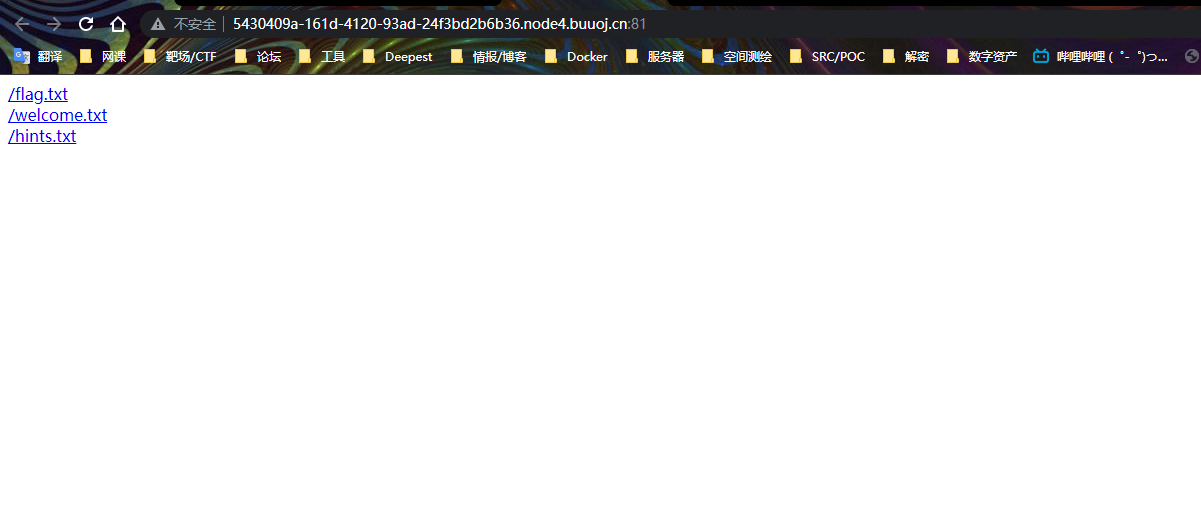 不安全 5430409a-161d-4120-93ad-24f3bd2b6b36.node4.buuoj.cn:81
翻译 网课 靶场/CTF 论坛 工具 Deepest 情报/博客 Docker 服务器 空间测绘 SRC/POC 解密 数字资产 哔哩哔哩 (゜-゜)つ...
/flag.txt
/welcome.txt
/hints.txt